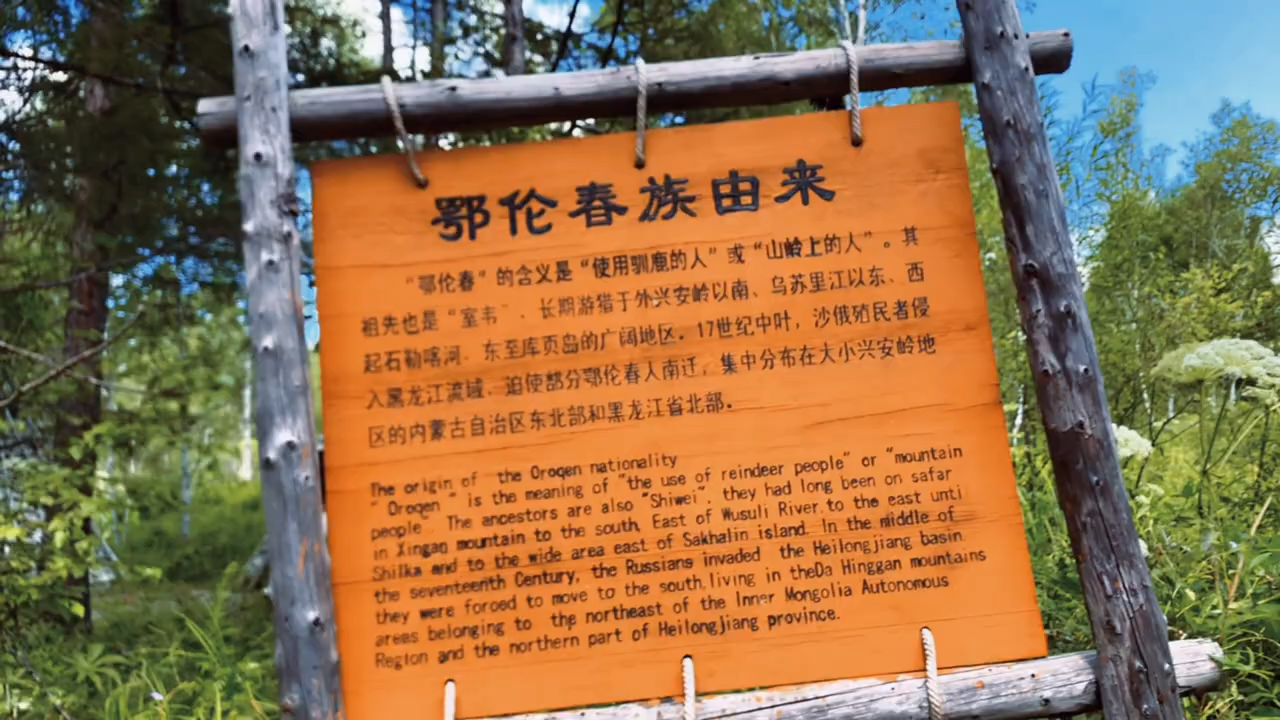 鄂伦春族由来
“鄂伦春”的含义是“使用驯鹿的人”或“山岭上的人”。其
祖先也是“室韦”．长期游猎于外兴安岭以南、乌苏里江以东、西
起石勒喀河．东至库页岛的广阔地区．17世纪中叶，沙俄殖民者侵
入黑龙江流域．迫使部分鄂伦春人南迁，集中分布在大小兴安岭地
区的内蒙古自治区东北部和黑龙江省北部。
The origin of the Oroqen nationality
“Oroqen ” is the meaning of “the use of reindeer people” or “mountain
people”. The ancestors are also “Shiwei”, they had long been on safar
in Xingan mountain to the south, East of Wusuli River, to the east unti
Shilka and to the wide area east of Sakhalin island. In the middle of
the seventeenth Century, the Russians invaded the Heilongjiang basin.
they were forced to move to the south, living in theDa Hinggan mountains
areas belonging to the northeast of the Inner Mongolia Autonomous
Region and the northern part of Heilongjiang province.